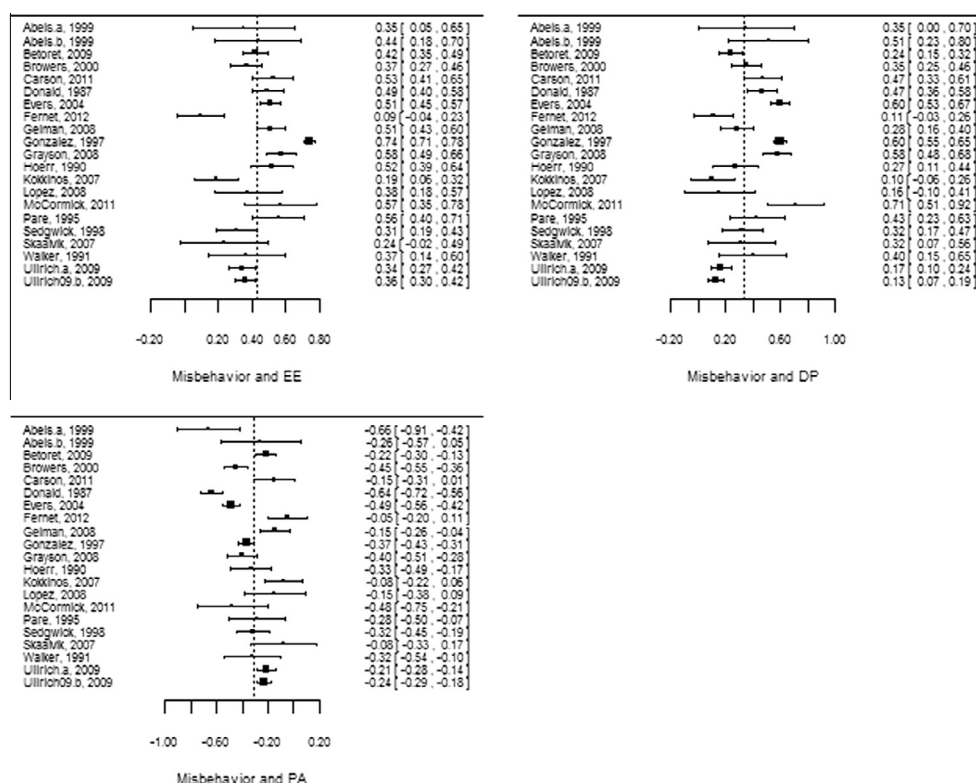 Abels.a, 1999 0.35 [ 0.05 , 0.65]
Abels.b, 1999 0.44 [ 0.18 , 0.70]
Betoret, 2009 0.42 [ 0.35 , 0.49]
Browers, 2000 0.37 [ 0.27 , 0.46]
Carson, 2011 0.53 [ 0.41 , 0.65]
Donald, 1987 0.49 [ 0.40 , 0.58]
Evers, 2004 0.51 [ 0.45 , 0.57]
Fernet, 2012 0.09 [ -0.04 , 0.23]
Gelman, 2008 0.51 [ 0.43 , 0.60]
Gonzalez, 1997 0.74 [ 0.71 , 0.78]
Grayson, 2008 0.58 [ 0.49 , 0.66]
Hoerr, 1990 0.52 [ 0.39 , 0.64]
Kokkinos, 2007 0.19 [ 0.06 , 0.32]
Lopez, 2008 0.38 [ 0.18 , 0.57]
McCormick, 2011 0.57 [ 0.35 , 0.78]
Pare, 1995 0.56 [ 0.40 , 0.71]
Sedgwick, 1998 0.31 [ 0.19 , 0.43]
Skaalvik, 2007 0.24 [ -0.02 , 0.49]
Walker, 1991 0.37 [ 0.14 , 0.60]
Ullrich.a, 2009 0.34 [ 0.27 , 0.42]
Ullrich09.b, 2009 0.36 [ 0.30 , 0.42]
-0.20 0.20 0.40 0.60 0.80
Misbehavior and EE
Abels.a, 1999 0.35 [ 0.00 , 0.70]
Abels.b, 1999 0.51 [ 0.23 , 0.80]
Betoret, 2009 0.24 [ 0.15 , 0.32]
Browers, 2000 0.35 [ 0.25 , 0.46]
Carson, 2011 0.47 [ 0.33 , 0.61]
Donald, 1987 0.47 [ 0.36 , 0.58]
Evers, 2004 0.60 [ 0.53 , 0.67]
Fernet, 2012 0.11 [ -0.03 , 0.26]
Gelman, 2008 0.28 [ 0.16 , 0.40]
Gonzalez, 1997 0.60 [ 0.55 , 0.65]
Grayson, 2008 0.58 [ 0.48 , 0.68]
Hoerr, 1990 0.27 [ 0.11 , 0.44]
Kokkinos, 2007 0.10 [ -0.06 , 0.26]
Lopez, 2008 0.16 [ -0.10 , 0.41]
McCormick, 2011 0.71 [ 0.51 , 0.92]
Pare, 1995 0.43 [ 0.23 , 0.63]
Sedgwick, 1998 0.32 [ 0.17 , 0.47]
Skaalvik, 2007 0.32 [ 0.07 , 0.56]
Walker, 1991 0.40 [ 0.15 , 0.65]
Ullrich.a, 2009 0.17 [ 0.10 , 0.24]
Ullrich09.b, 2009 0.13 [ 0.07 , 0.19]
-0.20 0.20 0.60 1.00
Misbehavior and DP
Abels.a, 1999 -0.66 [ -0.91 , -0.42]
Abels.b, 1999 -0.26 [ -0.57 , 0.05]
Betoret, 2009 -0.22 [ -0.30 , -0.13]
Browers, 2000 -0.45 [ -0.55 , -0.36]
Carson, 2011 -0.15 [ -0.31 , 0.01]
Donald, 1987 -0.64 [ -0.72 , -0.56]
Evers, 2004 -0.49 [ -0.56 , -0.42]
Fernet, 2012 -0.05 [ -0.20 , 0.11]
Gelman, 2008 -0.15 [ -0.26 , -0.04]
Gonzalez, 1997 -0.37 [ -0.43 , -0.31]
Grayson, 2008 -0.40 [ -0.51 , -0.28]
Hoerr, 1990 -0.33 [ -0.49 , -0.17]
Kokkinos, 2007 -0.08 [ -0.22 , 0.06]
Lopez, 2008 -0.15 [ -0.38 , 0.09]
McCormick, 2011 -0.48 [ -0.75 , -0.21]
Pare, 1995 -0.28 [ -0.50 , -0.07]
Sedgwick, 1998 -0.32 [ -0.45 , -0.19]
Skaalvik, 2007 -0.08 [ -0.33 , 0.17]
Walker, 1991 -0.32 [ -0.54 , -0.10]
Ullrich.a, 2009 -0.21 [ -0.28 , -0.14]
Ullrich09.b, 2009 -0.24 [ -0.29 , -0.18]
-1.00 -0.60 -0.20 0.20
Misbehavior and PA